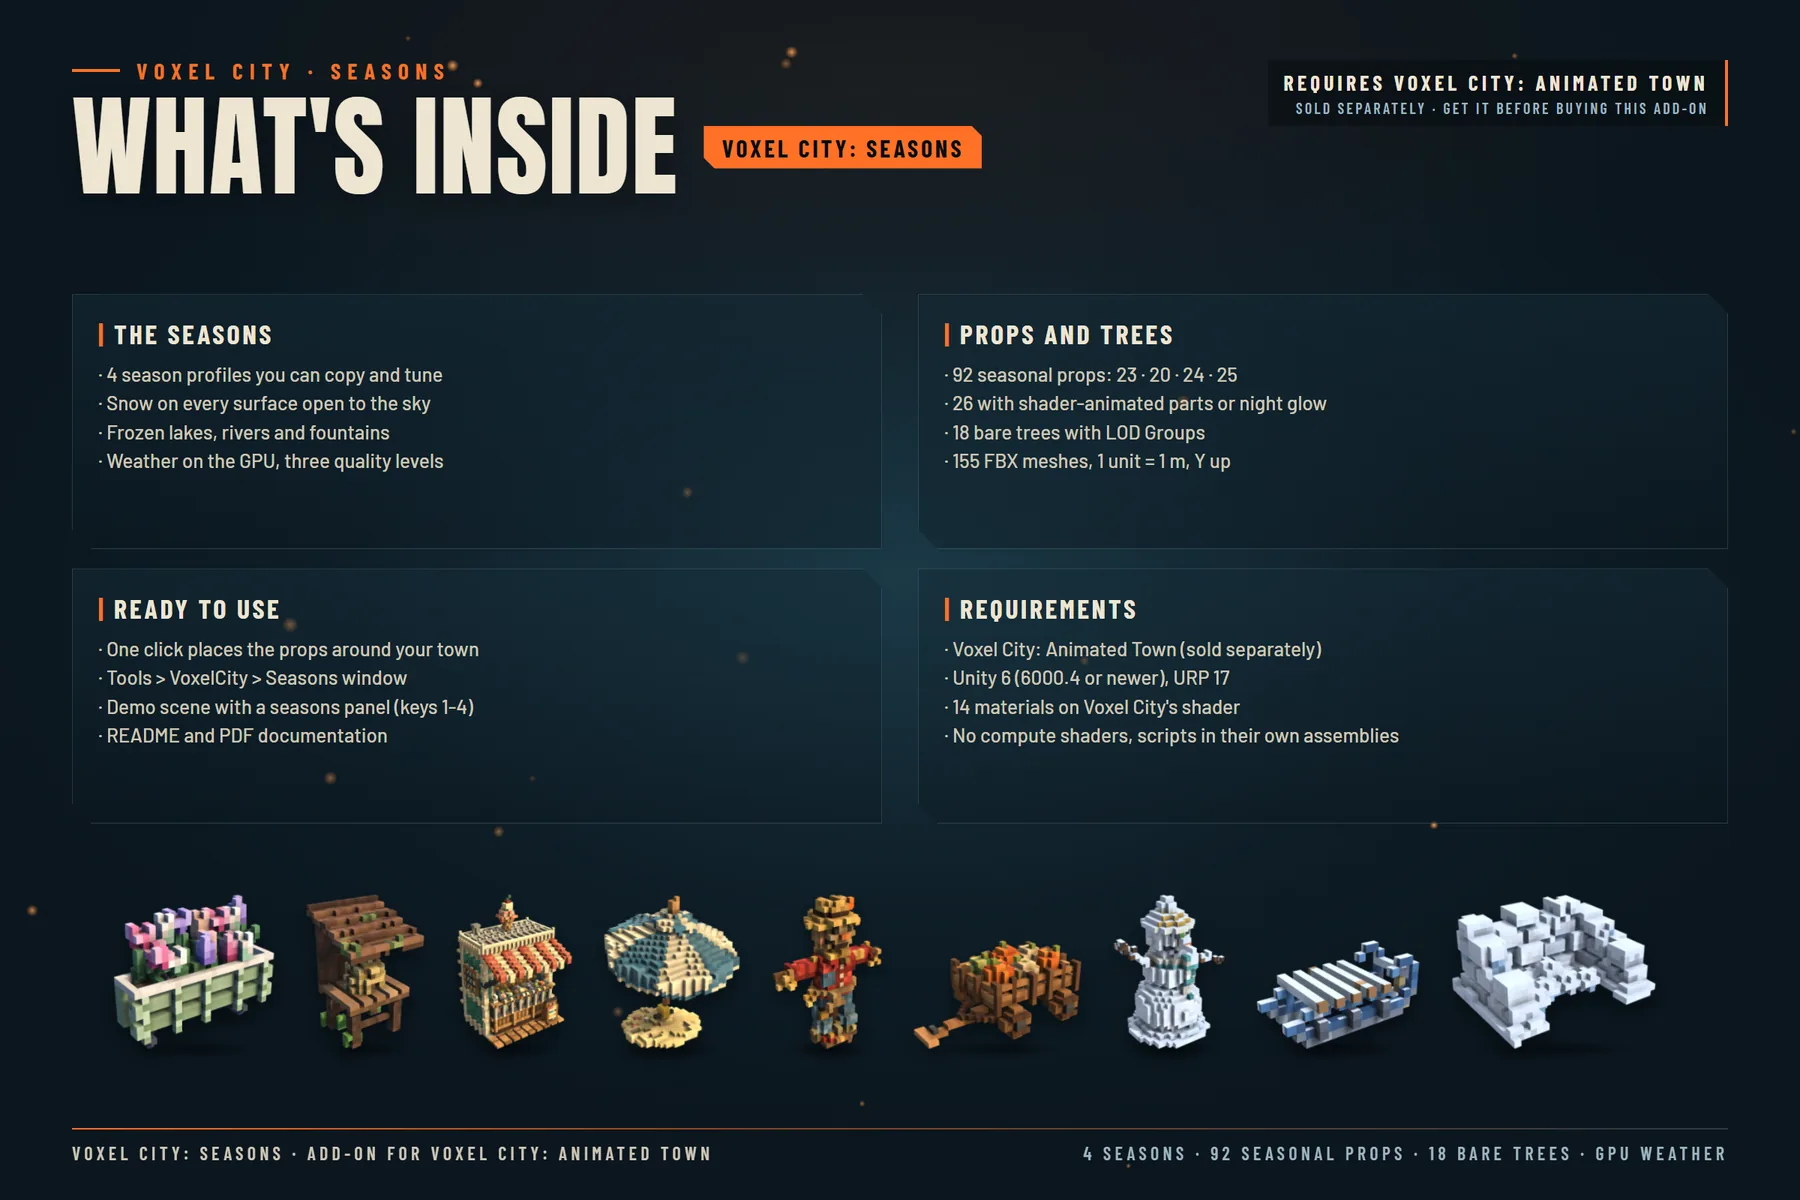 VOXEL CITY · SEASONS
WHAT'S INSIDE
VOXEL CITY: SEASONS
REQUIRES VOXEL CITY: ANIMATED TOWN
SOLD SEPARATELY · GET IT BEFORE BUYING THIS ADD-ON
THE SEASONS
· 4 season profiles you can copy and tune
· Snow on every surface open to the sky
· Frozen lakes, rivers and fountains
· Weather on the GPU, three quality levels
PROPS AND TREES
· 92 seasonal props: 23 · 20 · 24 · 25
· 26 with shader-animated parts or night glow
· 18 bare trees with LOD Groups
· 155 FBX meshes, 1 unit = 1 m, Y up
READY TO USE
· One click places the props around your town
· Tools > VoxelCity > Seasons window
· Demo scene with a seasons panel (keys 1-4)
· README and PDF documentation
REQUIREMENTS
· Voxel City: Animated Town (sold separately)
· Unity 6 (6000.4 or newer), URP 17
· 14 materials on Voxel City's shader
· No compute shaders, scripts in their own assemblies
VOXEL CITY: SEASONS · ADD-ON FOR VOXEL CITY: ANIMATED TOWN
4 SEASONS · 92 SEASONAL PROPS · 18 BARE TREES · GPU WEATHER